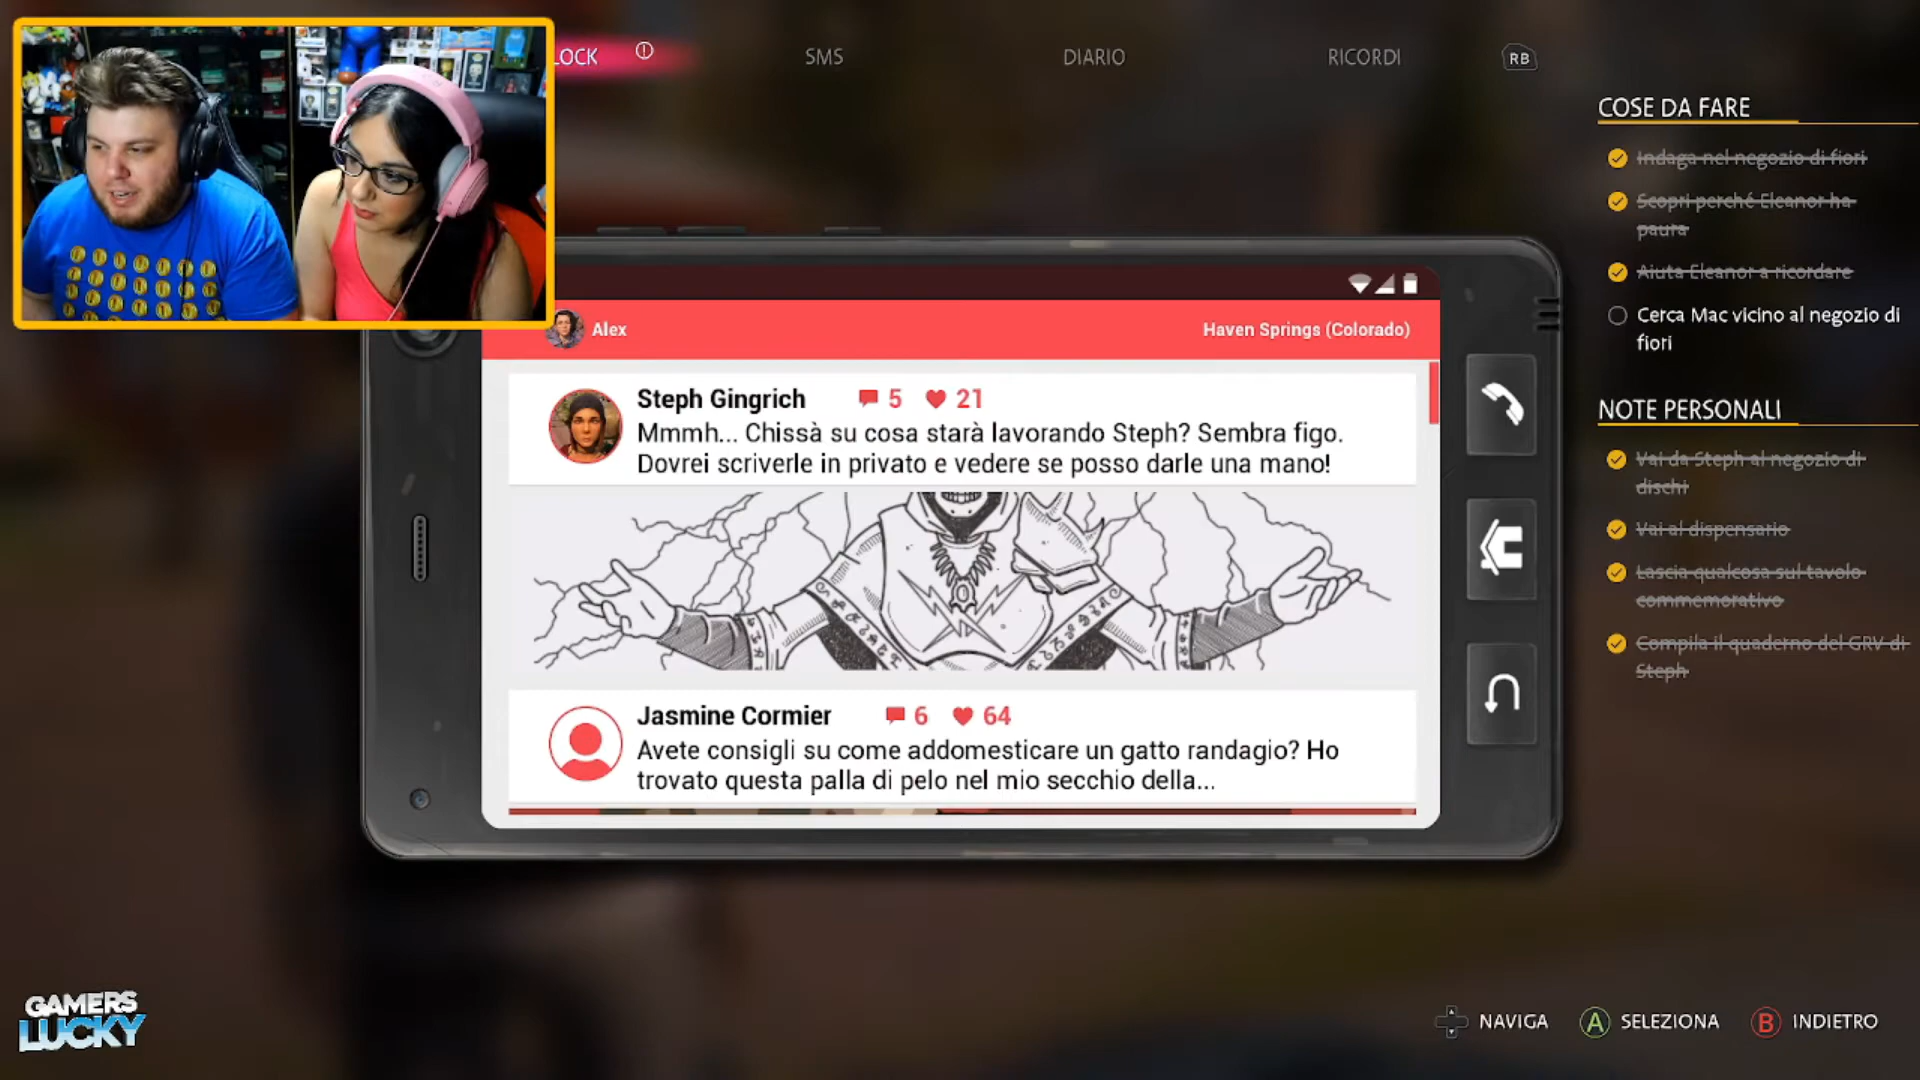 LOCK
SMS
DIARIO
RICORDI
RB
Alex
Haven Springs (Colorado)
Steph Gingrich 5 21
Mmmh... Chissà su cosa starà lavorando Steph? Sembra figo.
Dovrei scriverle in privato e vedere se posso darle una mano!
Jasmine Cormier 6 64
Avete consigli su come addomesticare un gatto randagio? Ho
trovato questa palla di pelo nel mio secchio della...
COSE DA FARE
Indaga nel negozio di fiori
Scopri perché Eleanor ha
paura
Aiuta Eleanor a ricordare
Cerca Mac vicino al negozio di
fiori
NOTE PERSONALI
Vai da Steph al negozio di
dischi
Vai al dispensario
Lascia qualcosa sul tavolo
commemorativo
Compila il quaderno del GRV di
Steph
GAMERS
LUCKY
NAVIGA
A SELEZIONA
B INDIETRO